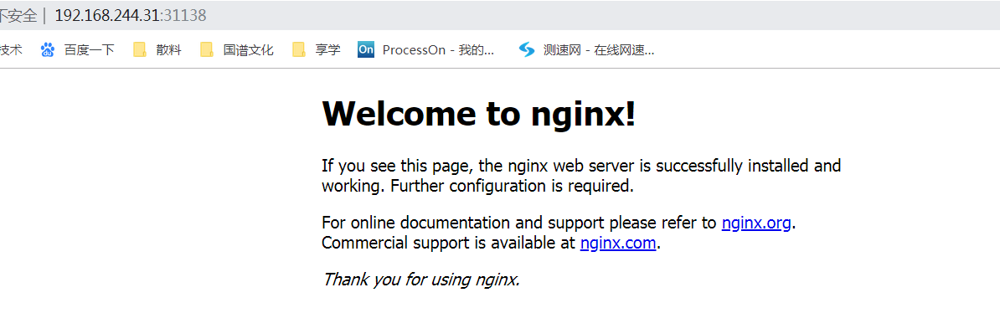 不安全 | 192.168.244.31:31138
技术 百度一下 散料 国谱文化 享学 On ProcessOn - 我的... 测速网 - 在线网速...
Welcome to nginx!
If you see this page, the nginx web server is successfully installed and
working. Further configuration is required.
For online documentation and support please refer to nginx.org.
Commercial support is available at nginx.com.
Thank you for using nginx.